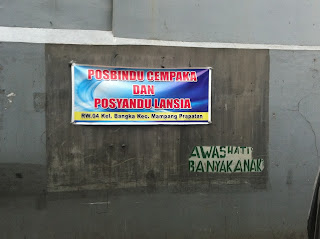 POSBINDU CEMPAKA
DAN
POSYANDU LANSIA
RW.04 Kel. Bangka Kec. Mampang Prapatan
AWAS HATI²
BANYAK ANAK